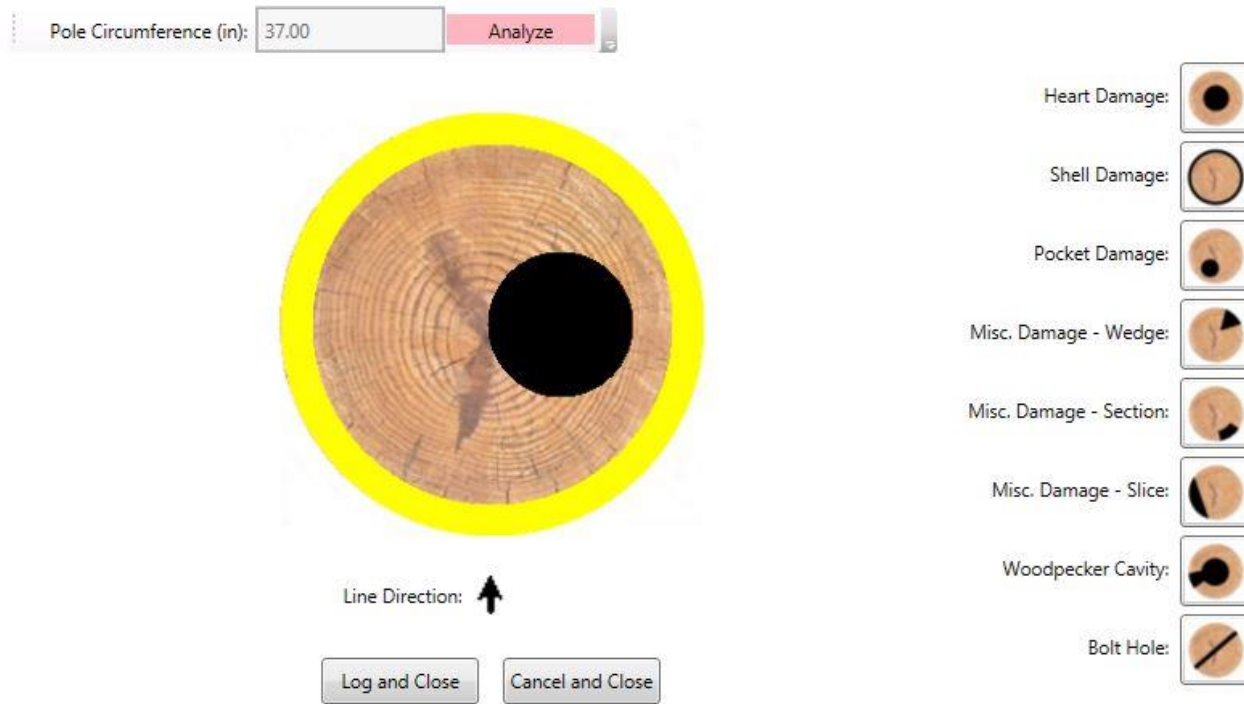 Pole Circumference (in): 37.00 Analyze
Heart Damage:
Shell Damage:
Pocket Damage:
Misc. Damage - Wedge:
Misc. Damage - Section:
Misc. Damage - Slice:
Woodpecker Cavity:
Bolt Hole:
Line Direction:
Log and Close Cancel and Close